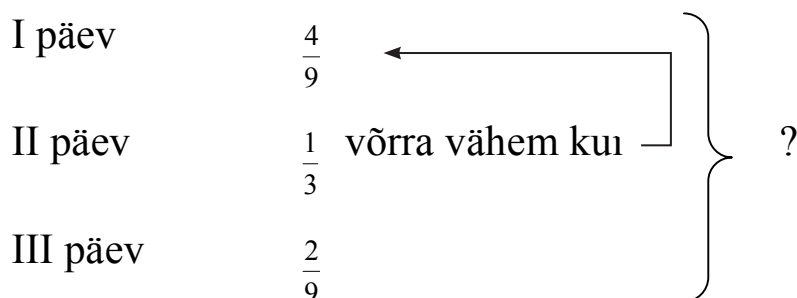 I päev 4/9
II päev 1/3 võrra vähem kui ?
III päev 2/9